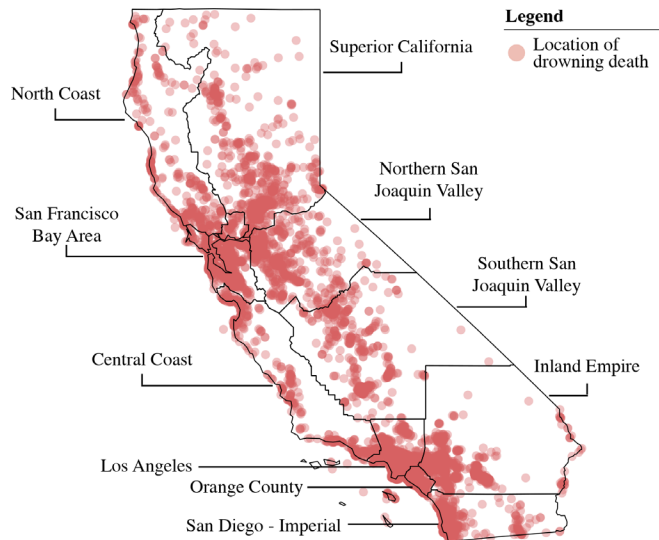 Legend
Location of
drowning death
Superior California
North Coast
Northern San
Joaquin Valley
San Francisco
Bay Area
Southern San
Joaquin Valley
Central Coast
Inland Empire
Los Angeles
Orange County
San Diego - Imperial